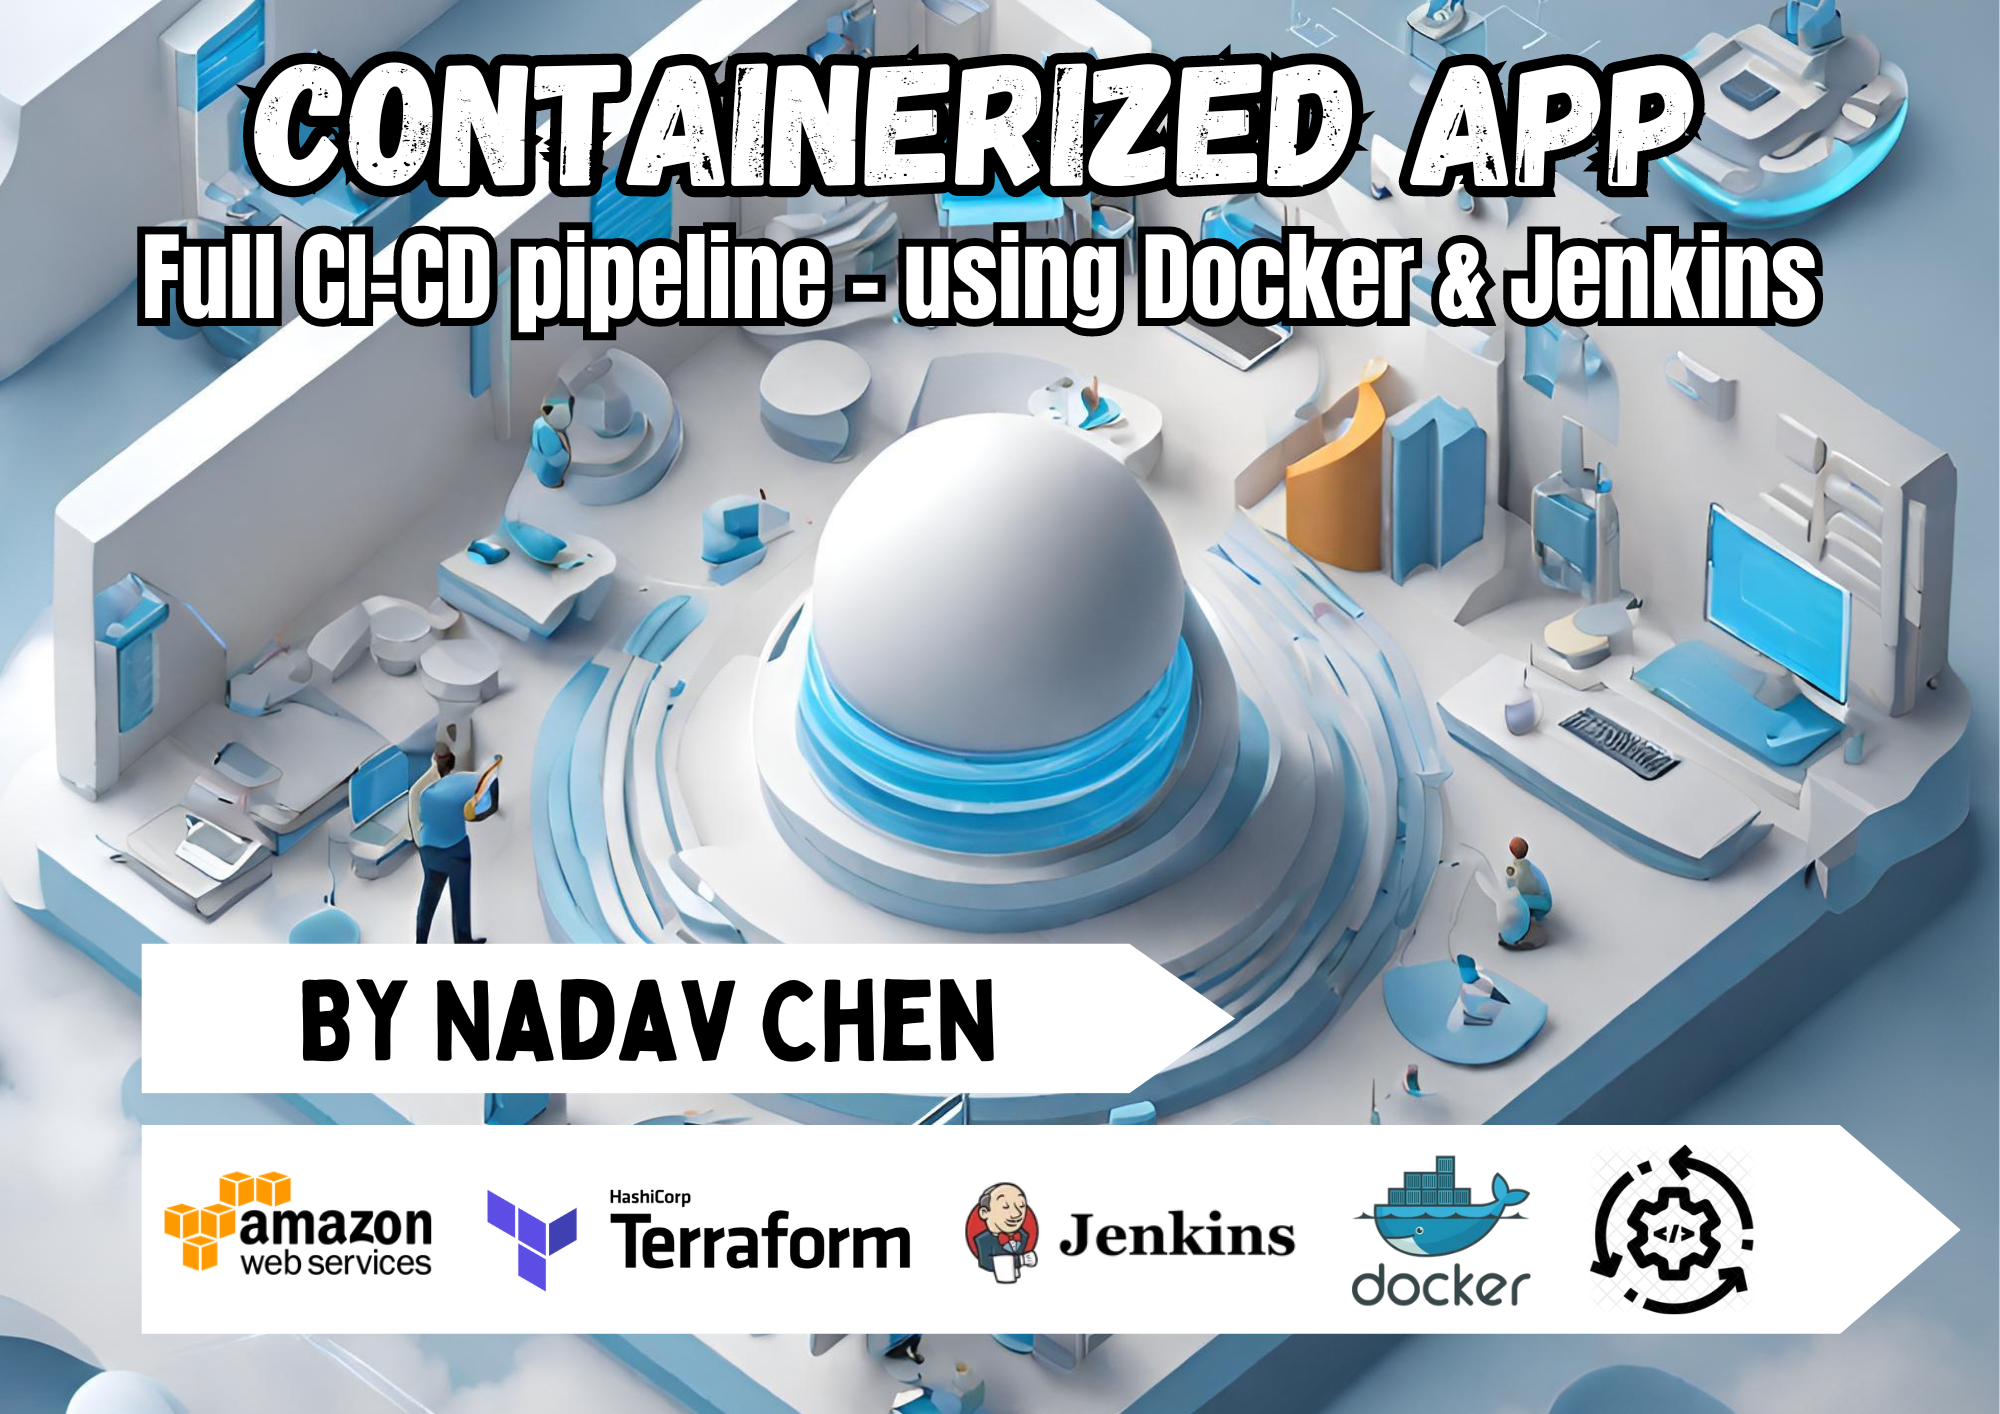 CONTAINERIZED APP
Full CI-CD pipeline - using Docker & Jenkins
BY NADAV CHEN
amazon
web services
HashiCorp
Terraform
Jenkins
docker
</>